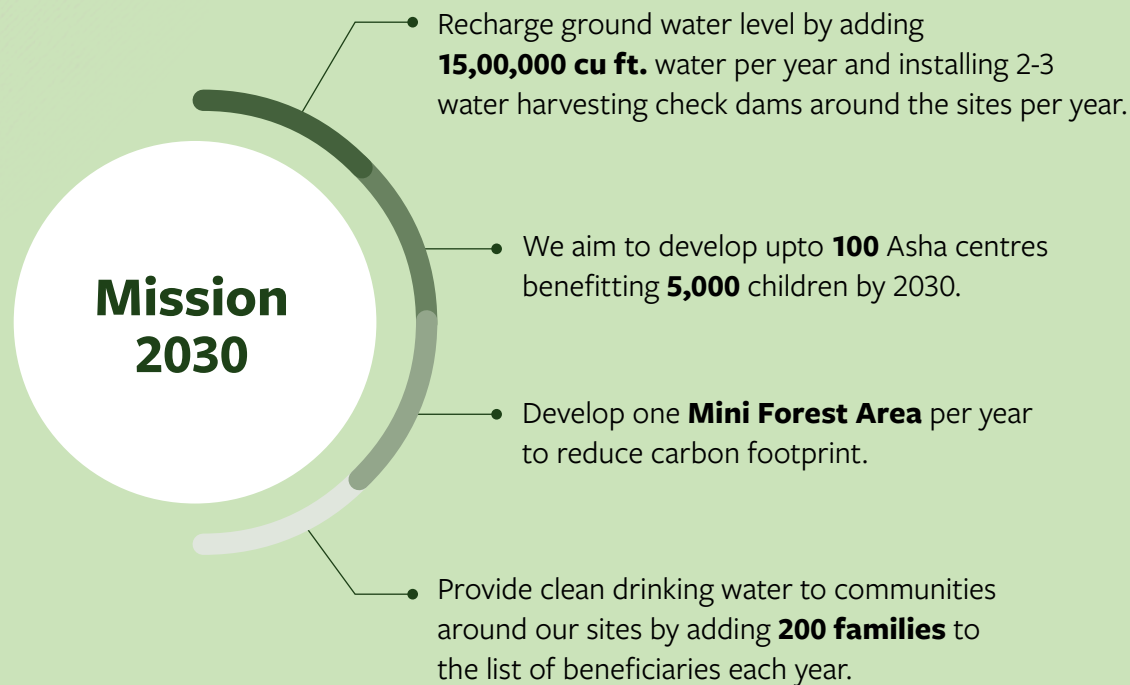 Recharge ground water level by adding
15,00,000 cu ft. water per year and installing 2-3
water harvesting check dams around the sites per year.
We aim to develop upto 100 Asha centres
benefitting 5,000 children by 2030.
Mission
2030
Develop one Mini Forest Area per year
to reduce carbon footprint.
Provide clean drinking water to communities
around our sites by adding 200 families to
the list of beneficiaries each year.